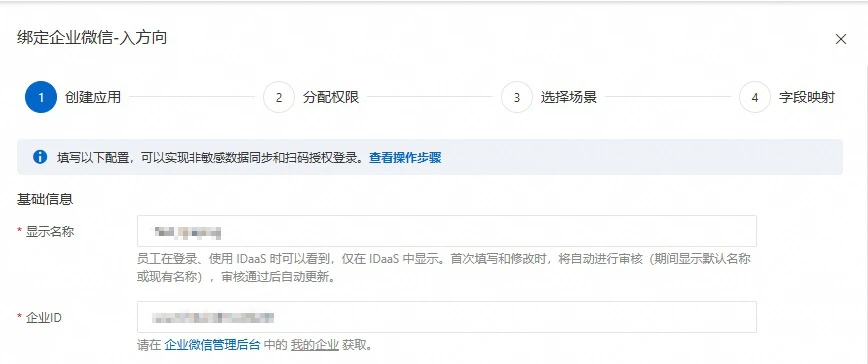 绑定企业微信-入方向
1 创建应用 2 分配权限 3 选择场景 4 字段映射
填写以下配置，可以实现非敏感数据同步和扫码授权登录。查看操作步骤
基础信息
* 显示名称
员工在登录、使用 IDaaS 时可以看到，仅在 IDaaS 中显示。首次填写和修改时，将自动进行审核（期间显示默认名称
或现有名称），审核通过后自动更新。
* 企业ID
请在 企业微信管理后台 中的 我的企业 获取。